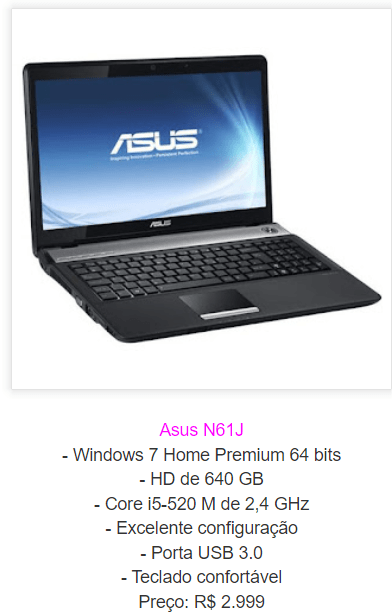 ASUS
Inspiring Innovation • Persistent Perfection
ASUS
Asus N61J
- Windows 7 Home Premium 64 bits
- HD de 640 GB
- Core i5-520 M de 2,4 GHz
- Excelente configuração
- Porta USB 3.0
- Teclado confortável
Preço: R$ 2.999